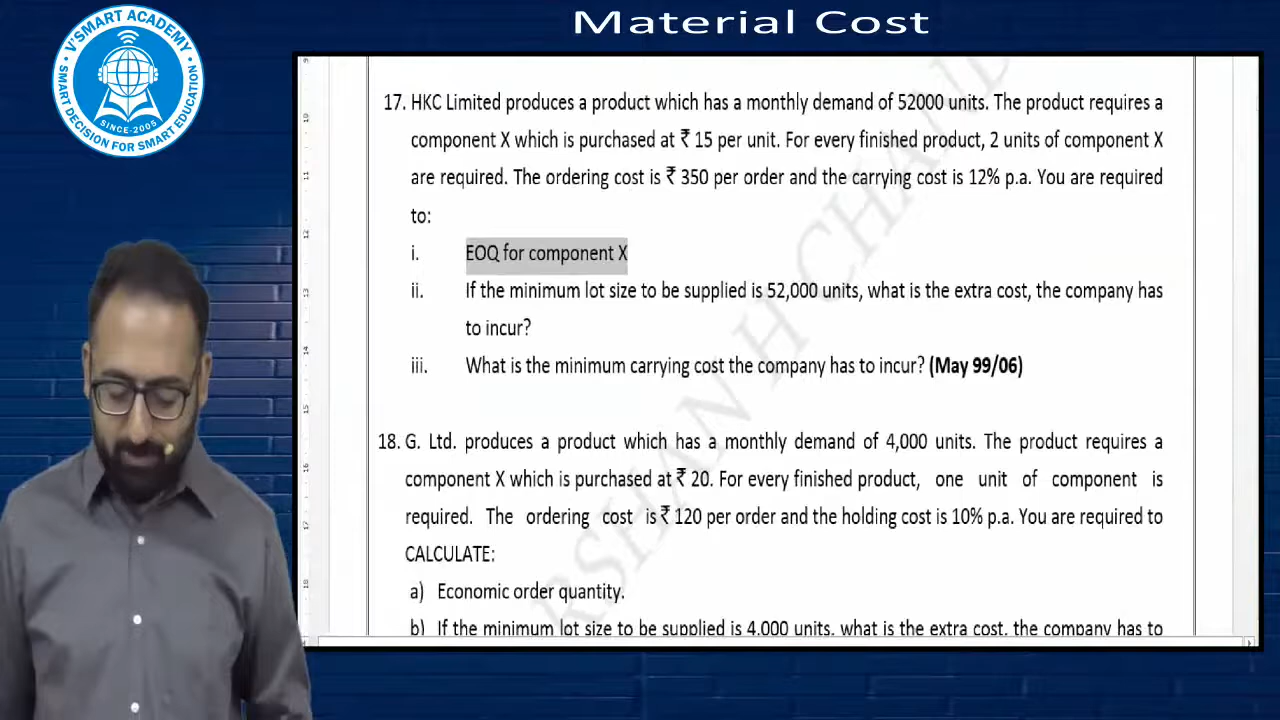 Material Cost
V'SMART ACADEMY
SMART DECISION FOR SMART EDUCATION
SINCE-2005
17. HKC Limited produces a product which has a monthly demand of 52000 units. The product requires a
component X which is purchased at ₹ 15 per unit. For every finished product, 2 units of component X
are required. The ordering cost is ₹ 350 per order and the carrying cost is 12% p.a. You are required
to:
i. EOQ for component X
ii. If the minimum lot size to be supplied is 52,000 units, what is the extra cost, the company has
to incur?
iii. What is the minimum carrying cost the company has to incur? (May 99/06)
18. G. Ltd. produces a product which has a monthly demand of 4,000 units. The product requires a
component X which is purchased at ₹ 20. For every finished product, one unit of component is
required. The ordering cost is ₹ 120 per order and the holding cost is 10% p.a. You are required to
CALCULATE:
a) Economic order quantity.
b) If the minimum lot size to be supplied is 4,000 units, what is the extra cost, the company has to